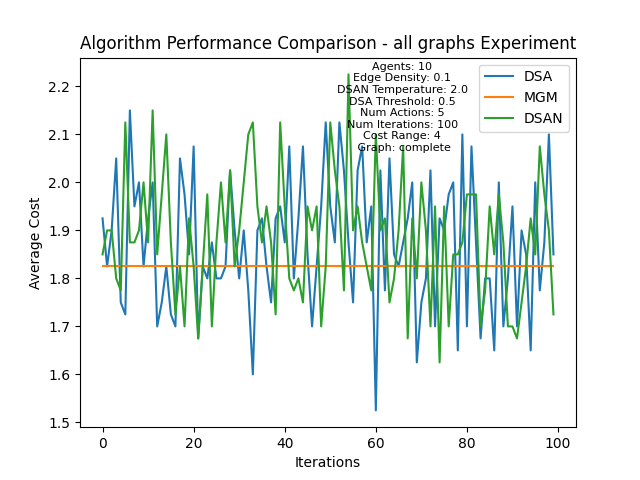 Algorithm Performance Comparison - all graphs Experiment
Agents: 10
Edge Density: 0.1
DSAN Temperature: 2.0
DSA Threshold: 0.5
Num Actions: 5
Num Iterations: 100
Cost Range: 4
Graph: complete
DSA
MGM
DSAN
2.2
2.1
2.0
1.9
1.8
1.7
1.6
1.5
Average Cost
0
20
40
60
80
100
Iterations